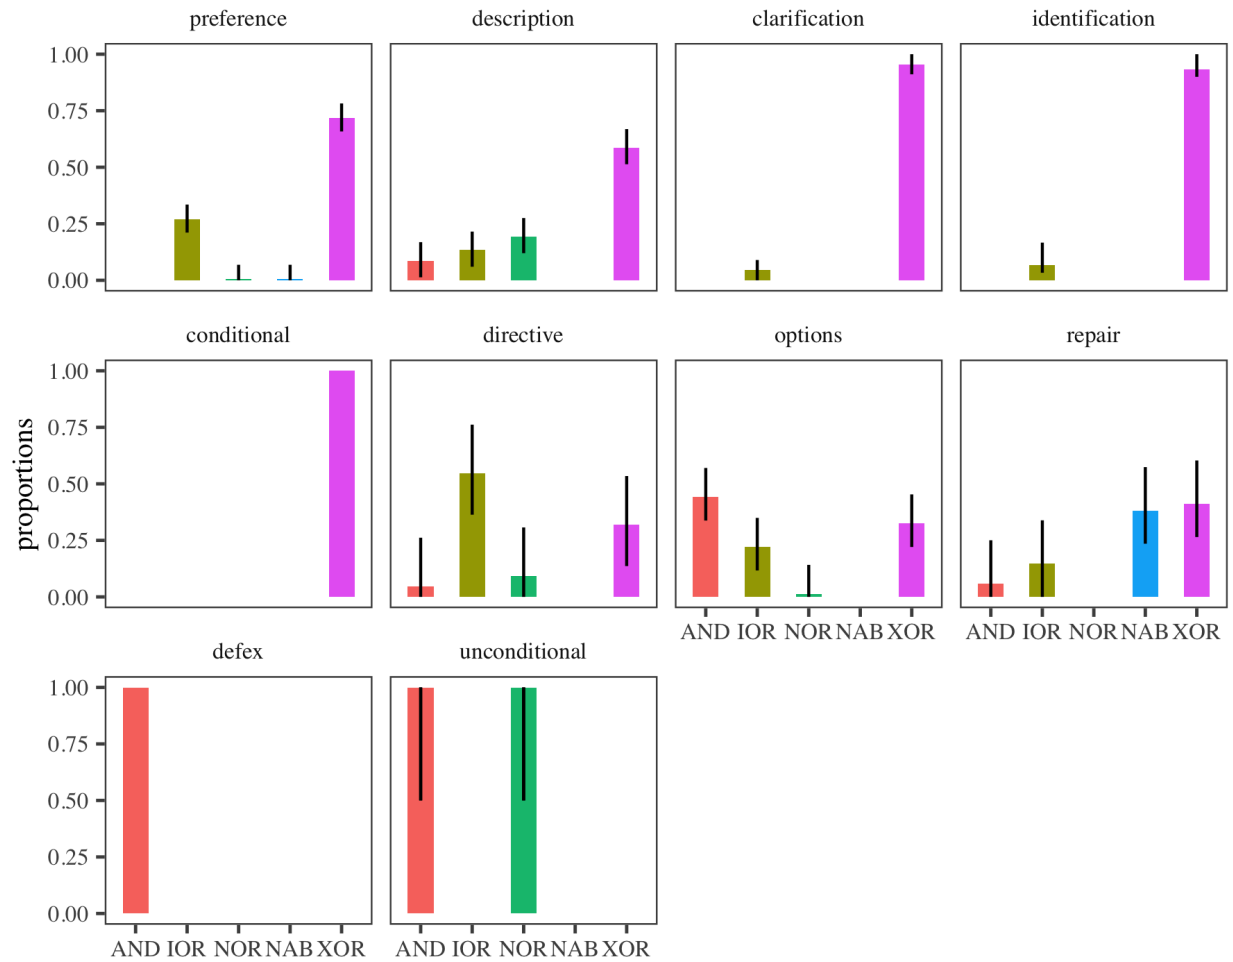 preference description clarification identification
1.00
0.75
0.50
0.25
0.00
conditional directive options repair
proportions
1.00
0.75
0.50
0.25
0.00
AND IOR NOR NAB XOR AND IOR NOR NAB XOR
defex unconditional
1.00
0.75
0.50
0.25
0.00
AND IOR NOR NAB XOR AND IOR NOR NAB XOR